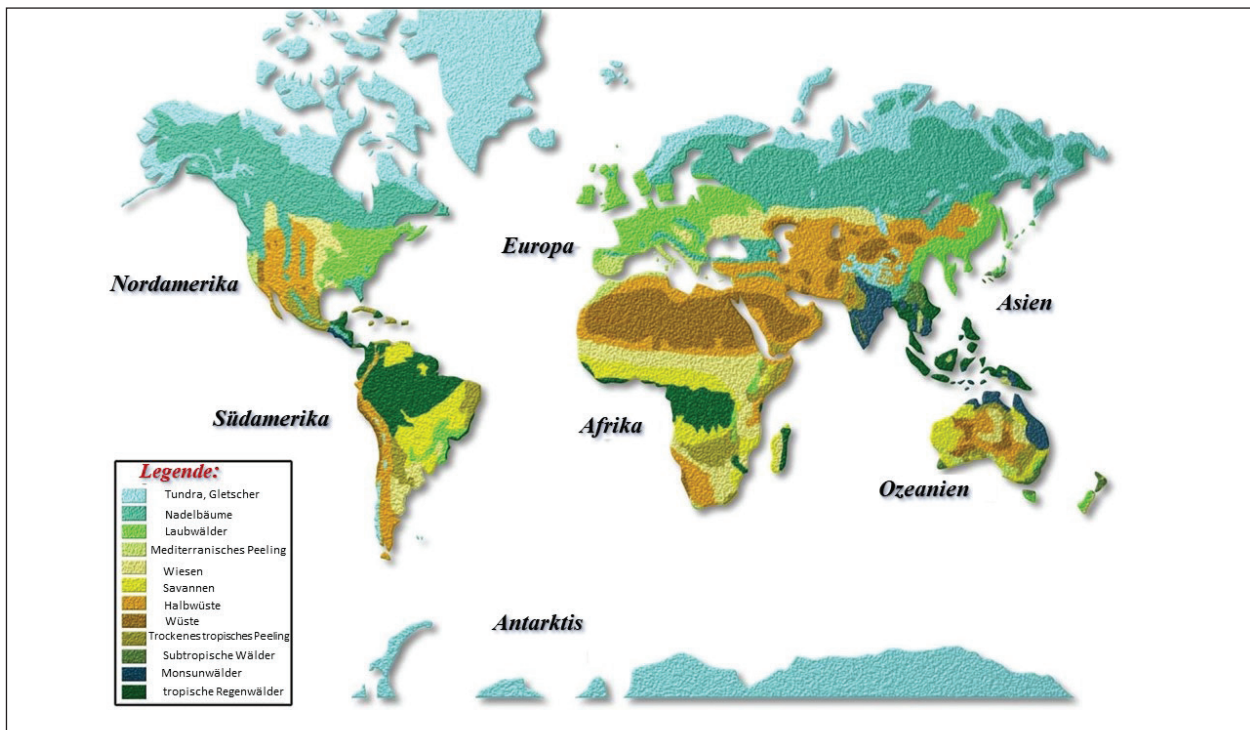 Europa
Nordamerika
Asien
Südamerika
Afrika
Ozeanien
Legende:
Tundra, Gletscher
Nadelbäume
Laubwälder
Mediterranisches Peeling
Wiesen
Savannen
Halbwüste
Wüste
Trockenes tropisches Peeling
Subtropische Wälder
Monsunwälder
tropische Regenwälder
Antarktis